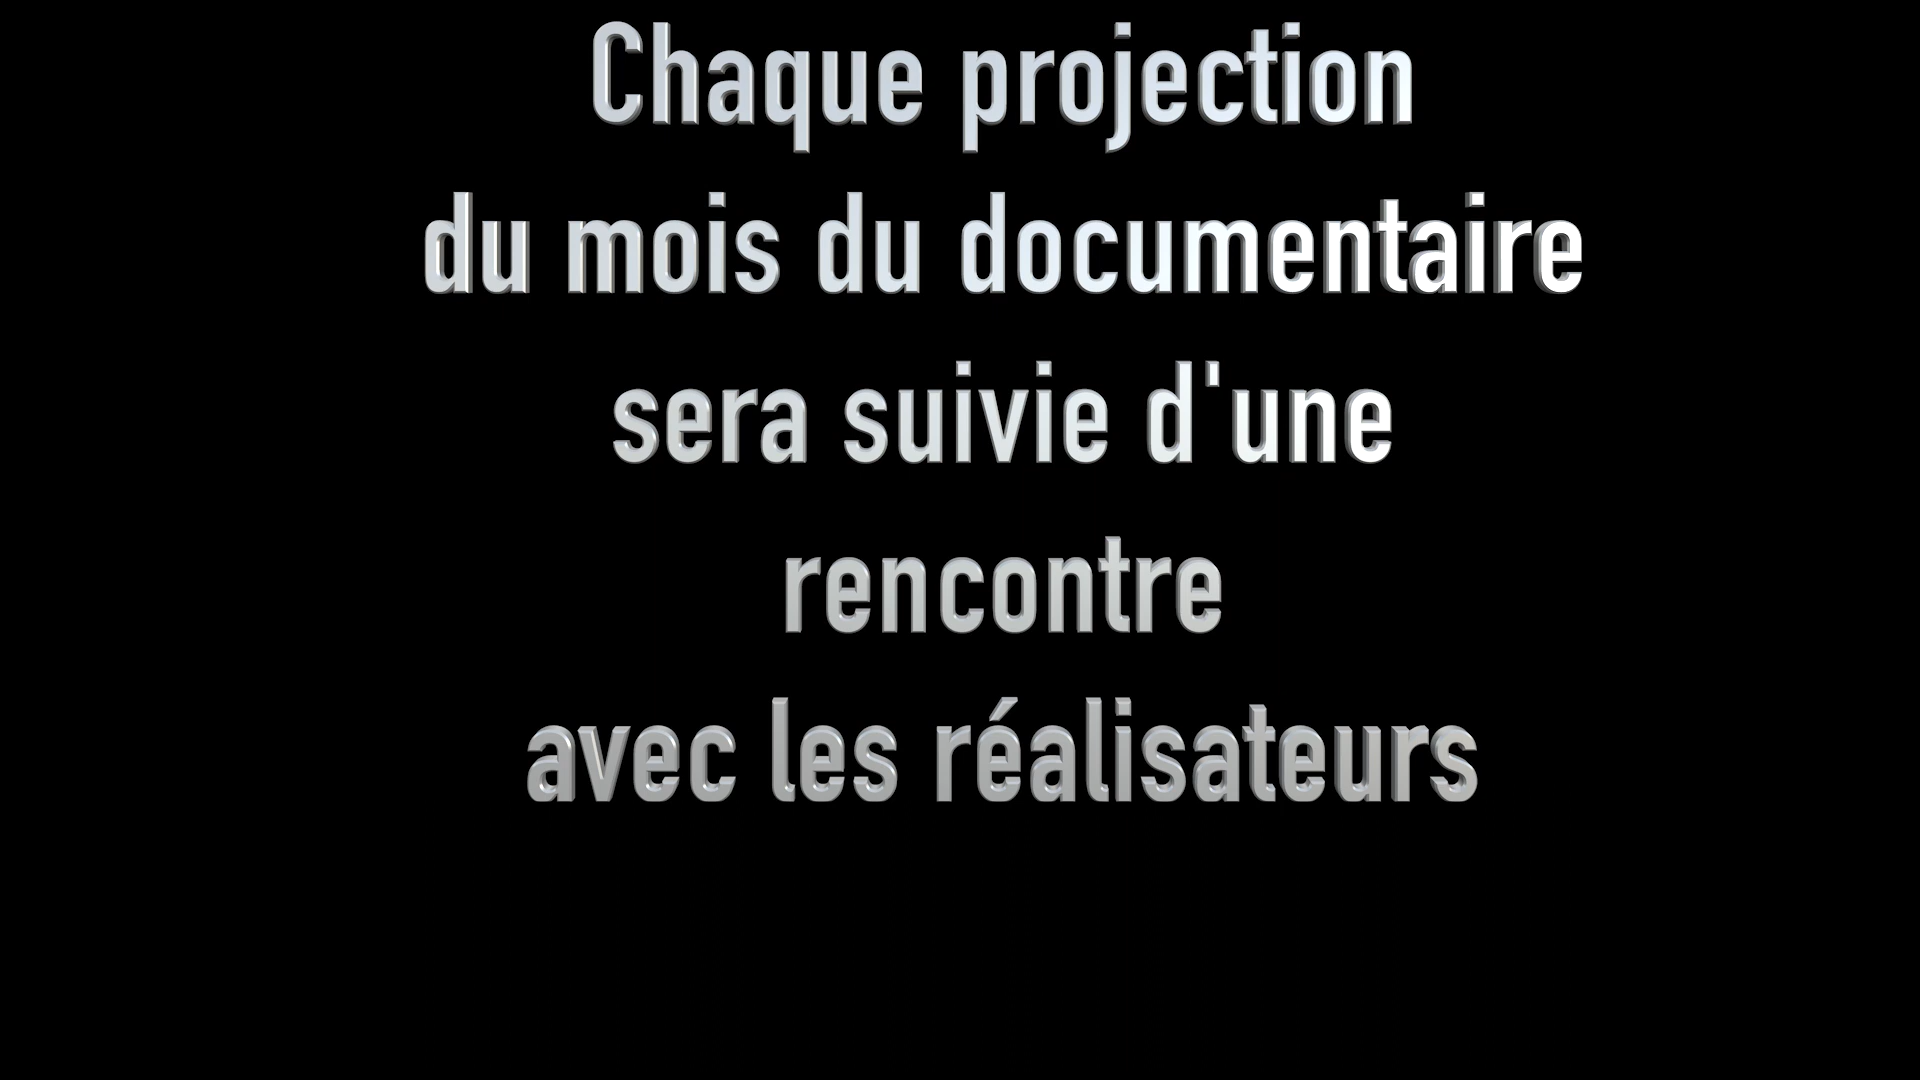 Chaque projection
du mois du documentaire
sera suivie d'une
rencontre
avec les réalisateurs